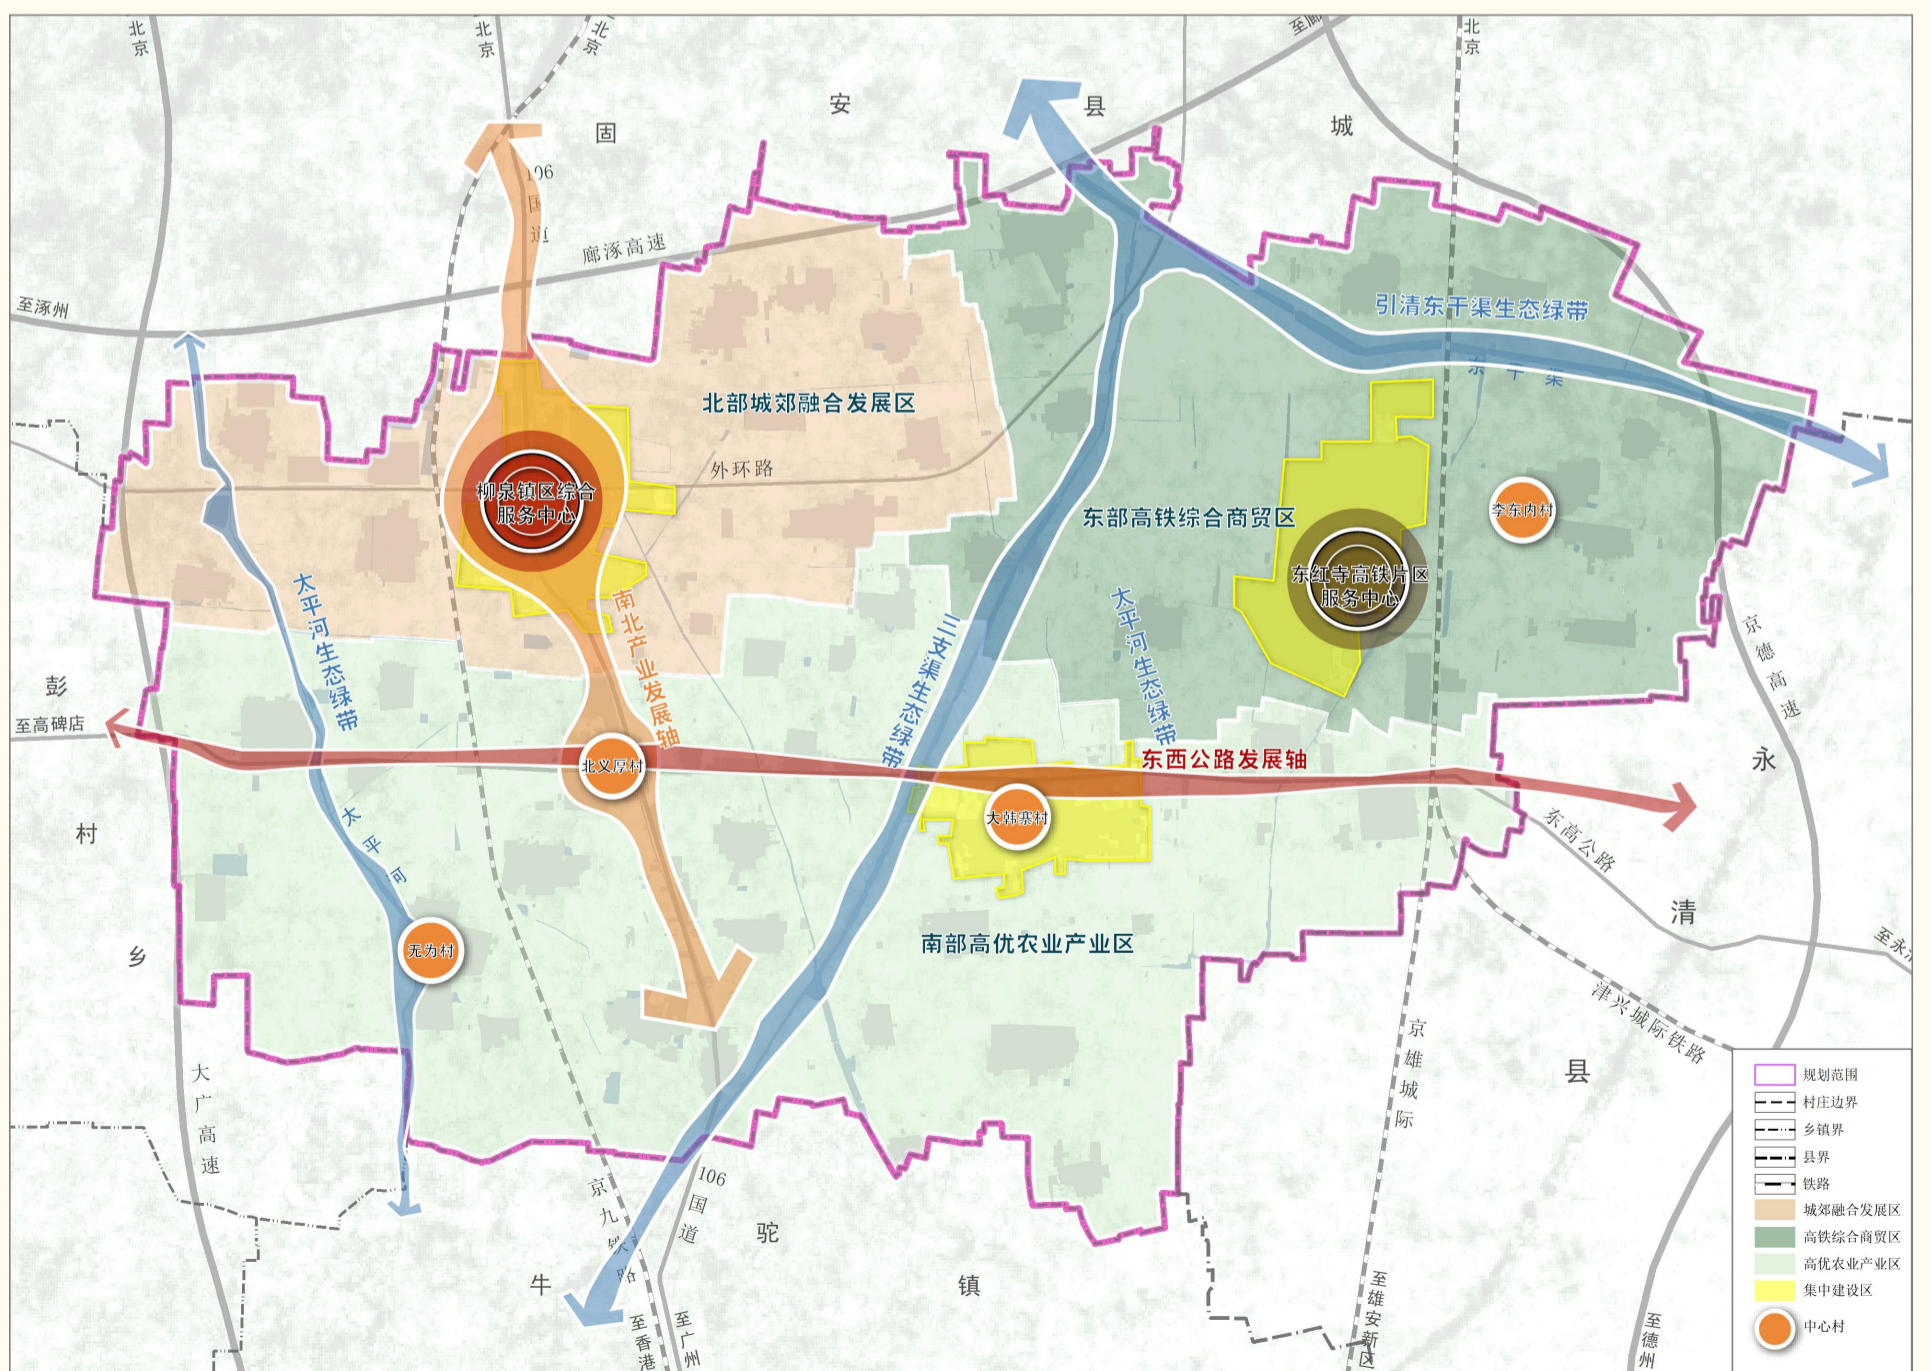 北京
北京
北京
至廊
北京
固
安
县
城
106国道
廊涿高速
至涿州
引清东干渠生态绿带
东干渠
北部城郊融合发展区
外环路
柳泉镇区综合
服务中心
东部高铁综合商贸区
李东内村
东红寺高铁片区
服务中心
太平河生态绿带
南北产业发展轴
三支渠生态绿带
太平河生态绿带
京德高速
彭
至高碑店
北义厚村
东西公路发展轴
永
村
太平河
大韩寨村
东高公路
清
乡
无为村
南部高优农业产业区
至永清
津兴城际铁路
京雄城际
县
大广高速
106国道
京九铁路
驼
牛
镇
至香港
至广州
至雄安新区
至德州
规划范围
村庄边界
乡镇界
县界
铁路
城郊融合发展区
高铁综合商贸区
高优农业产业区
集中建设区
中心村